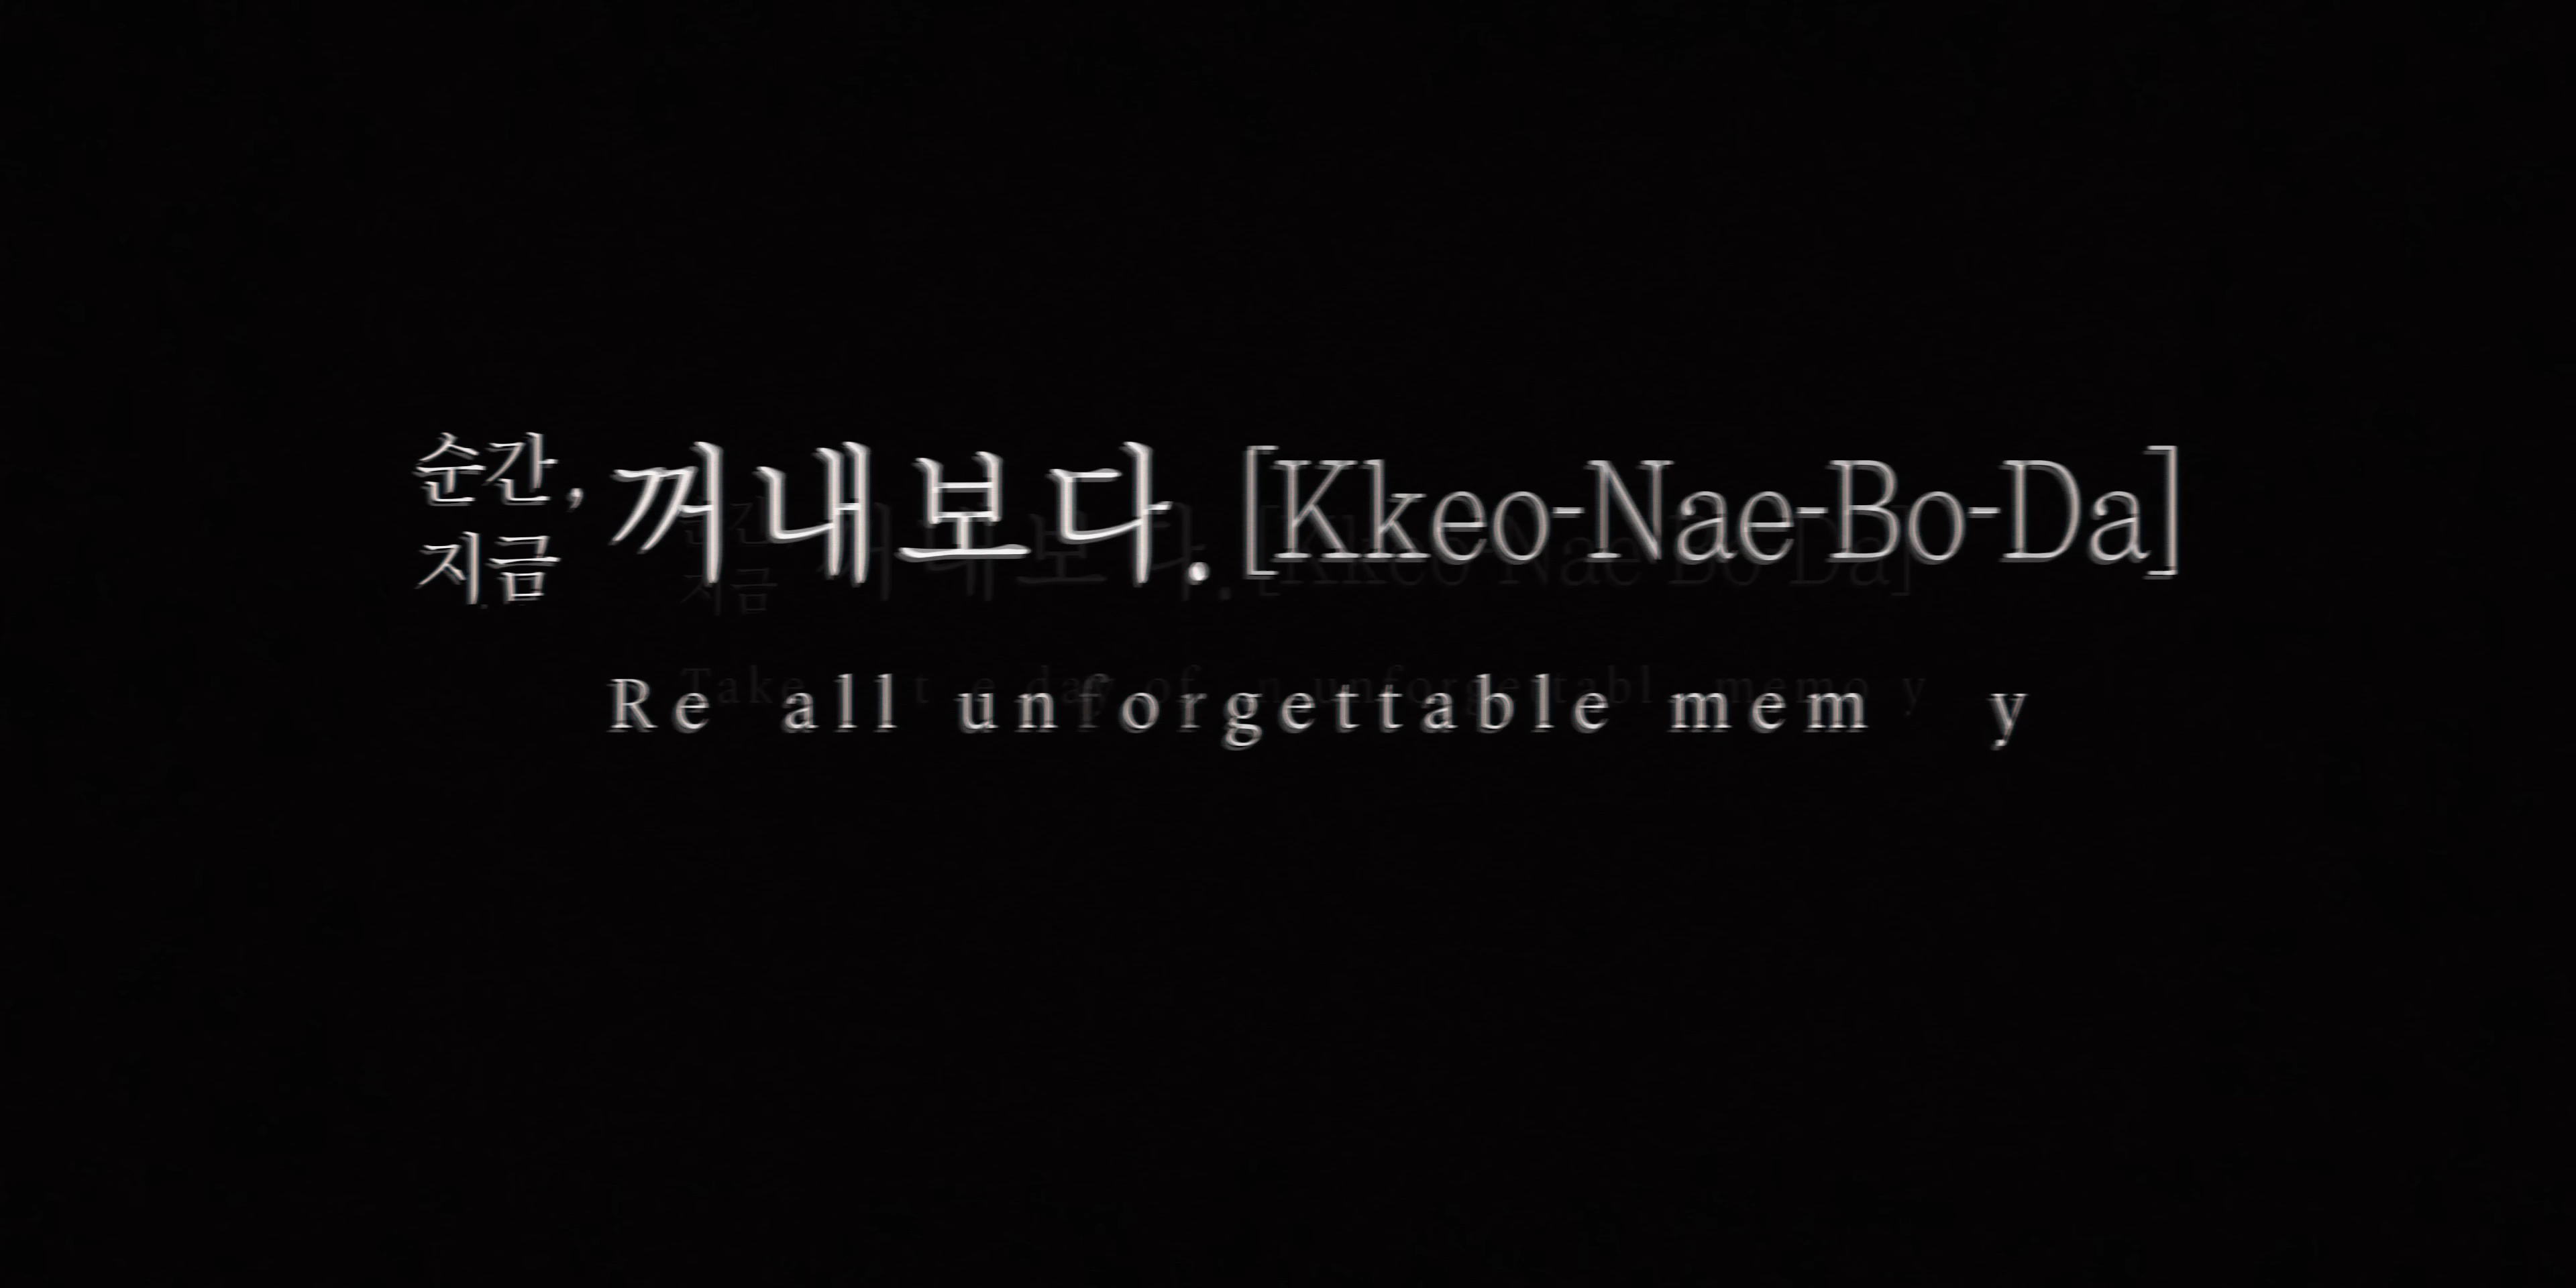 순간,
지금
꺼내보다. [Kkeo-Nae-Bo-Da]
Re all unforgettable mem y